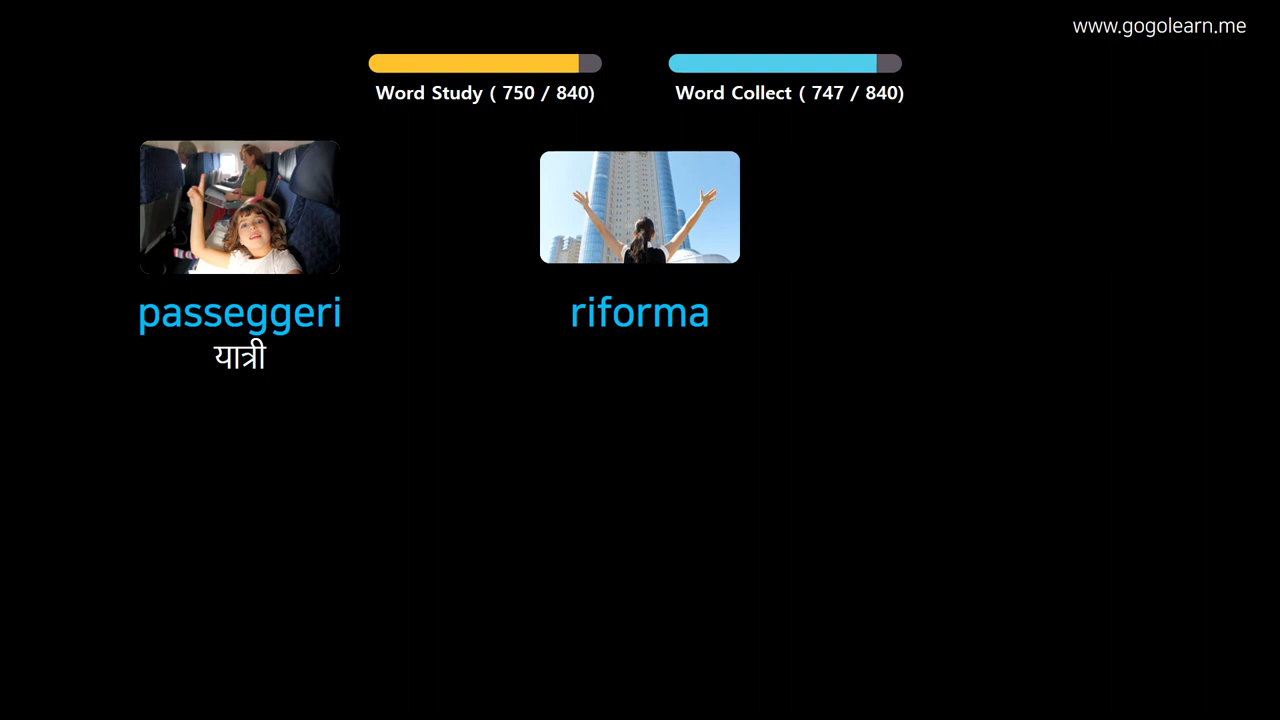 www.gogolearn.me
Word Study ( 750 / 840)
Word Collect ( 747 / 840)
passeggeri
यात्री
riforma